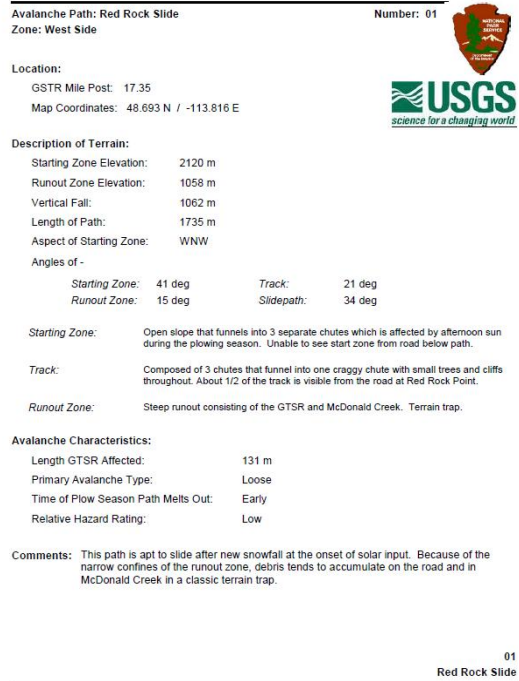 Avalanche Path: Red Rock Slide Number: 01
Zone: West Side
NATIONAL
PARK
SERVICE
USGS
science for a changing world
Location:
GSTR Mile Post: 17.35
Map Coordinates: 48.693 N / -113.816 E
Description of Terrain:
Starting Zone Elevation: 2120 m
Runout Zone Elevation: 1058 m
Vertical Fall: 1062 m
Length of Path: 1735 m
Aspect of Starting Zone: WNW
Angles of -
Starting Zone: 41 deg Track: 21 deg
Runout Zone: 15 deg Slidepath: 34 deg
Starting Zone: Open slope that funnels into 3 separate chutes which is affected by afternoon sun
during the plowing season. Unable to see start zone from road below path.
Track: Composed of 3 chutes that funnel into one craggy chute with small trees and cliffs
throughout. About 1/2 of the track is visible from the road at Red Rock Point.
Runout Zone: Steep runout consisting of the GTSR and McDonald Creek. Terrain trap.
Avalanche Characteristics:
Length GTSR Affected: 131 m
Primary Avalanche Type: Loose
Time of Plow Season Path Melts Out: Early
Relative Hazard Rating: Low
Comments: This path is apt to slide after new snowfall at the onset of solar input. Because of the
narrow confines of the runout zone, debris tends to accumulate on the road and in
McDonald Creek in a classic terrain trap.
01
Red Rock Slide